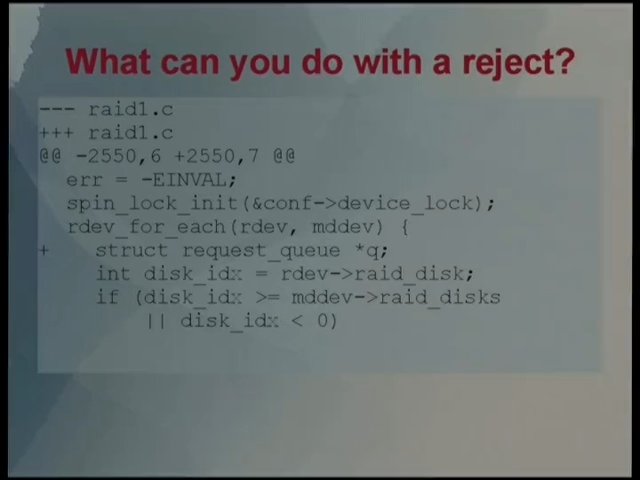 What can you do with a reject?
--- raid1.c
+++ raid1.c
@@ -2550,6 +2550,7 @@
err = -EINVAL;
spin_lock_init(&conf->device_lock);
rdev_for_each(rdev, mddev) {
+ struct request_queue *q;
int disk_idx = rdev->raid_disk;
if (disk_idx >= mddev->raid_disks
|| disk_idx < 0)